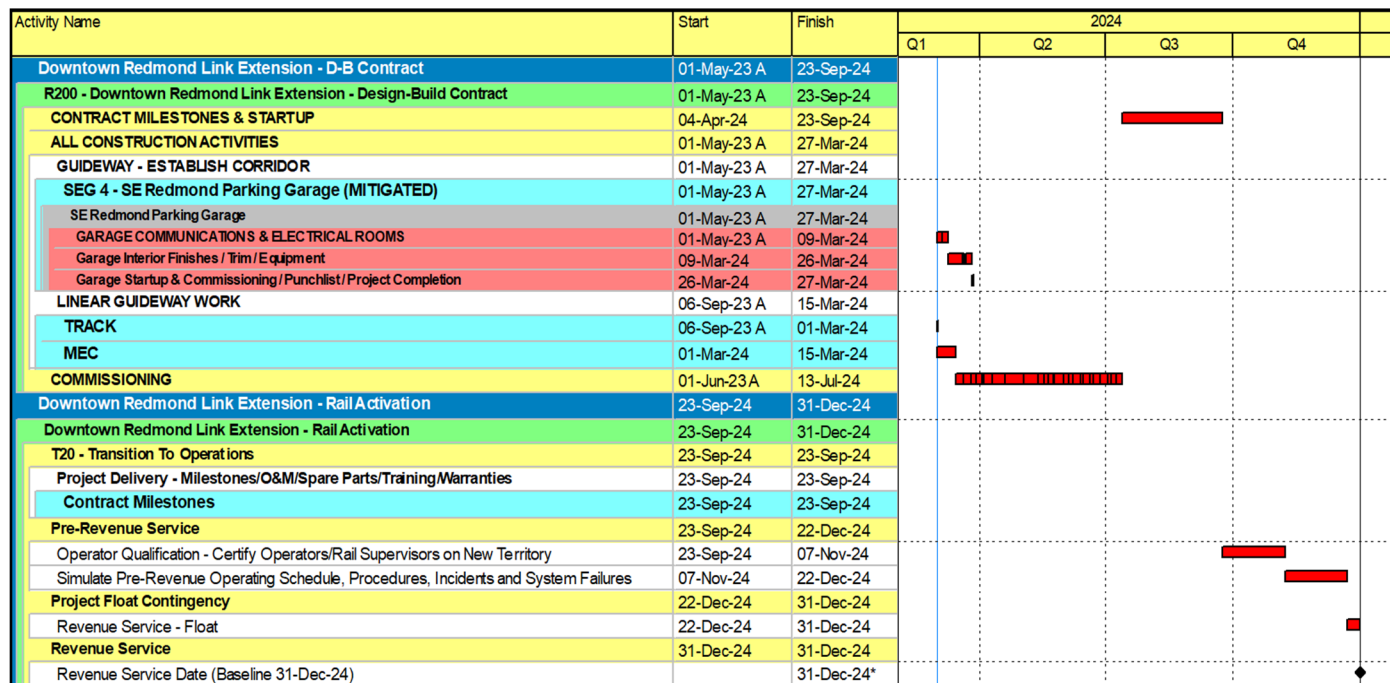 Activity Name Start Finish 2024
Q1 Q2 Q3 Q4
Downtown Redmond Link Extension - D-B Contract 01-May-23 A 23-Sep-24
R200 - Downtown Redmond Link Extension - Design-Build Contract 01-May-23 A 23-Sep-24
CONTRACT MILESTONES & STARTUP 04-Apr-24 23-Sep-24
ALL CONSTRUCTION ACTIVITIES 01-May-23 A 27-Mar-24
GUIDEWAY - ESTABLISH CORRIDOR 01-May-23 A 27-Mar-24
SEG 4 - SE Redmond Parking Garage (MITIGATED) 01-May-23 A 27-Mar-24
SE Redmond Parking Garage 01-May-23 A 27-Mar-24
GARAGE COMMUNICATIONS & ELECTRICAL ROOMS 01-May-23 A 09-Mar-24
Garage Interior Finishes / Trim / Equipment 09-Mar-24 26-Mar-24
Garage Startup & Commissioning / Punchlist / Project Completion 26-Mar-24 27-Mar-24
LINEAR GUIDEWAY WORK 06-Sep-23 A 15-Mar-24
TRACK 06-Sep-23 A 01-Mar-24
MEC 01-Mar-24 15-Mar-24
COMMISSIONING 01-Jun-23 A 13-Jul-24
Downtown Redmond Link Extension - Rail Activation 23-Sep-24 31-Dec-24
Downtown Redmond Link Extension - Rail Activation 23-Sep-24 31-Dec-24
T20 - Transition To Operations 23-Sep-24 23-Sep-24
Project Delivery - Milestones/O&M/Spare Parts/Training/Warranties 23-Sep-24 23-Sep-24
Contract Milestones 23-Sep-24 23-Sep-24
Pre-Revenue Service 23-Sep-24 22-Dec-24
Operator Qualification - Certify Operators/Rail Supervisors on New Territory 23-Sep-24 07-Nov-24
Simulate Pre-Revenue Operating Schedule, Procedures, Incidents and System Failures 07-Nov-24 22-Dec-24
Project Float Contingency 22-Dec-24 31-Dec-24
Revenue Service - Float 22-Dec-24 31-Dec-24
Revenue Service 31-Dec-24 31-Dec-24
Revenue Service Date (Baseline 31-Dec-24) 31-Dec-24*